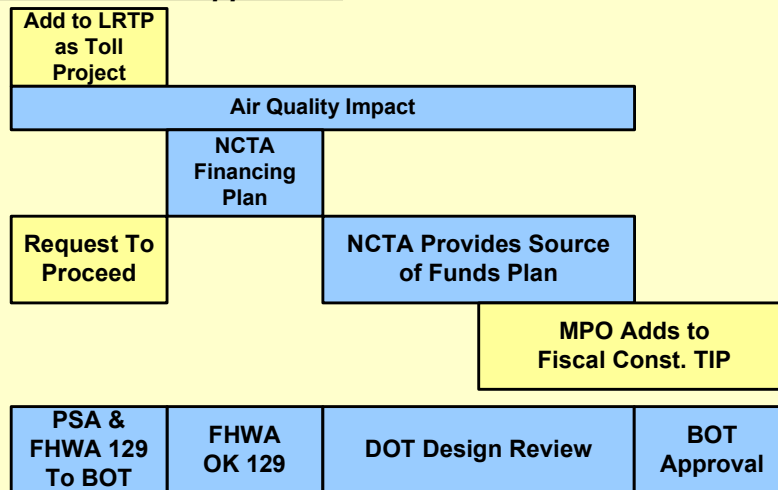 Add to LRTP
as Toll
Project
Air Quality Impact
NCTA
Financing
Plan
Request To
Proceed
NCTA Provides Source
of Funds Plan
MPO Adds to
Fiscal Const. TIP
PSA &
FHWA 129
To BOT
FHWA
OK 129
DOT Design Review
BOT
Approval